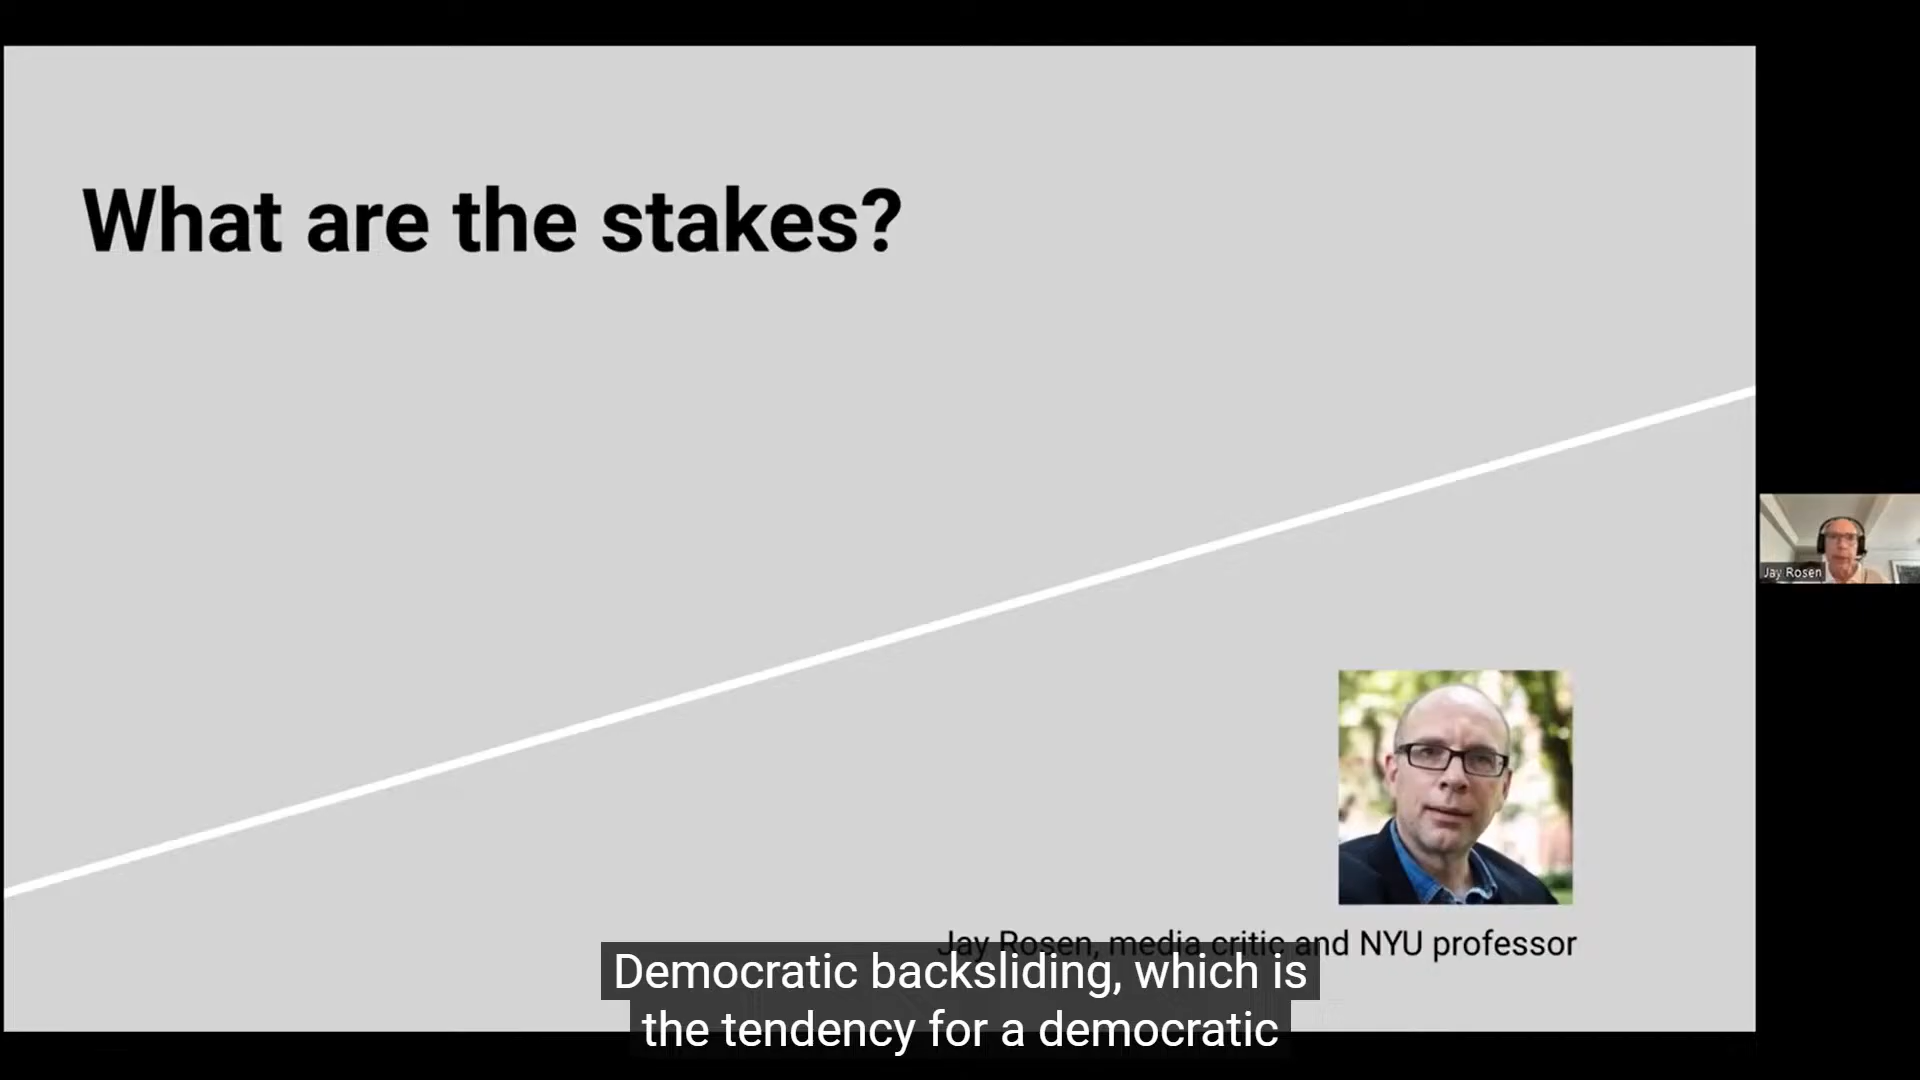 What are the stakes?
Jay Rosen
Jay Rosen, media critic and NYU professor
Democratic backsliding, which is
the tendency for a democratic